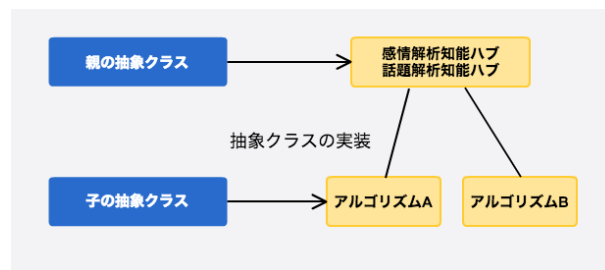 親の抽象クラス
感情解析知能ハブ
話題解析知能ハブ
抽象クラスの実装
子の抽象クラス
アルゴリズムA
アルゴリズムB